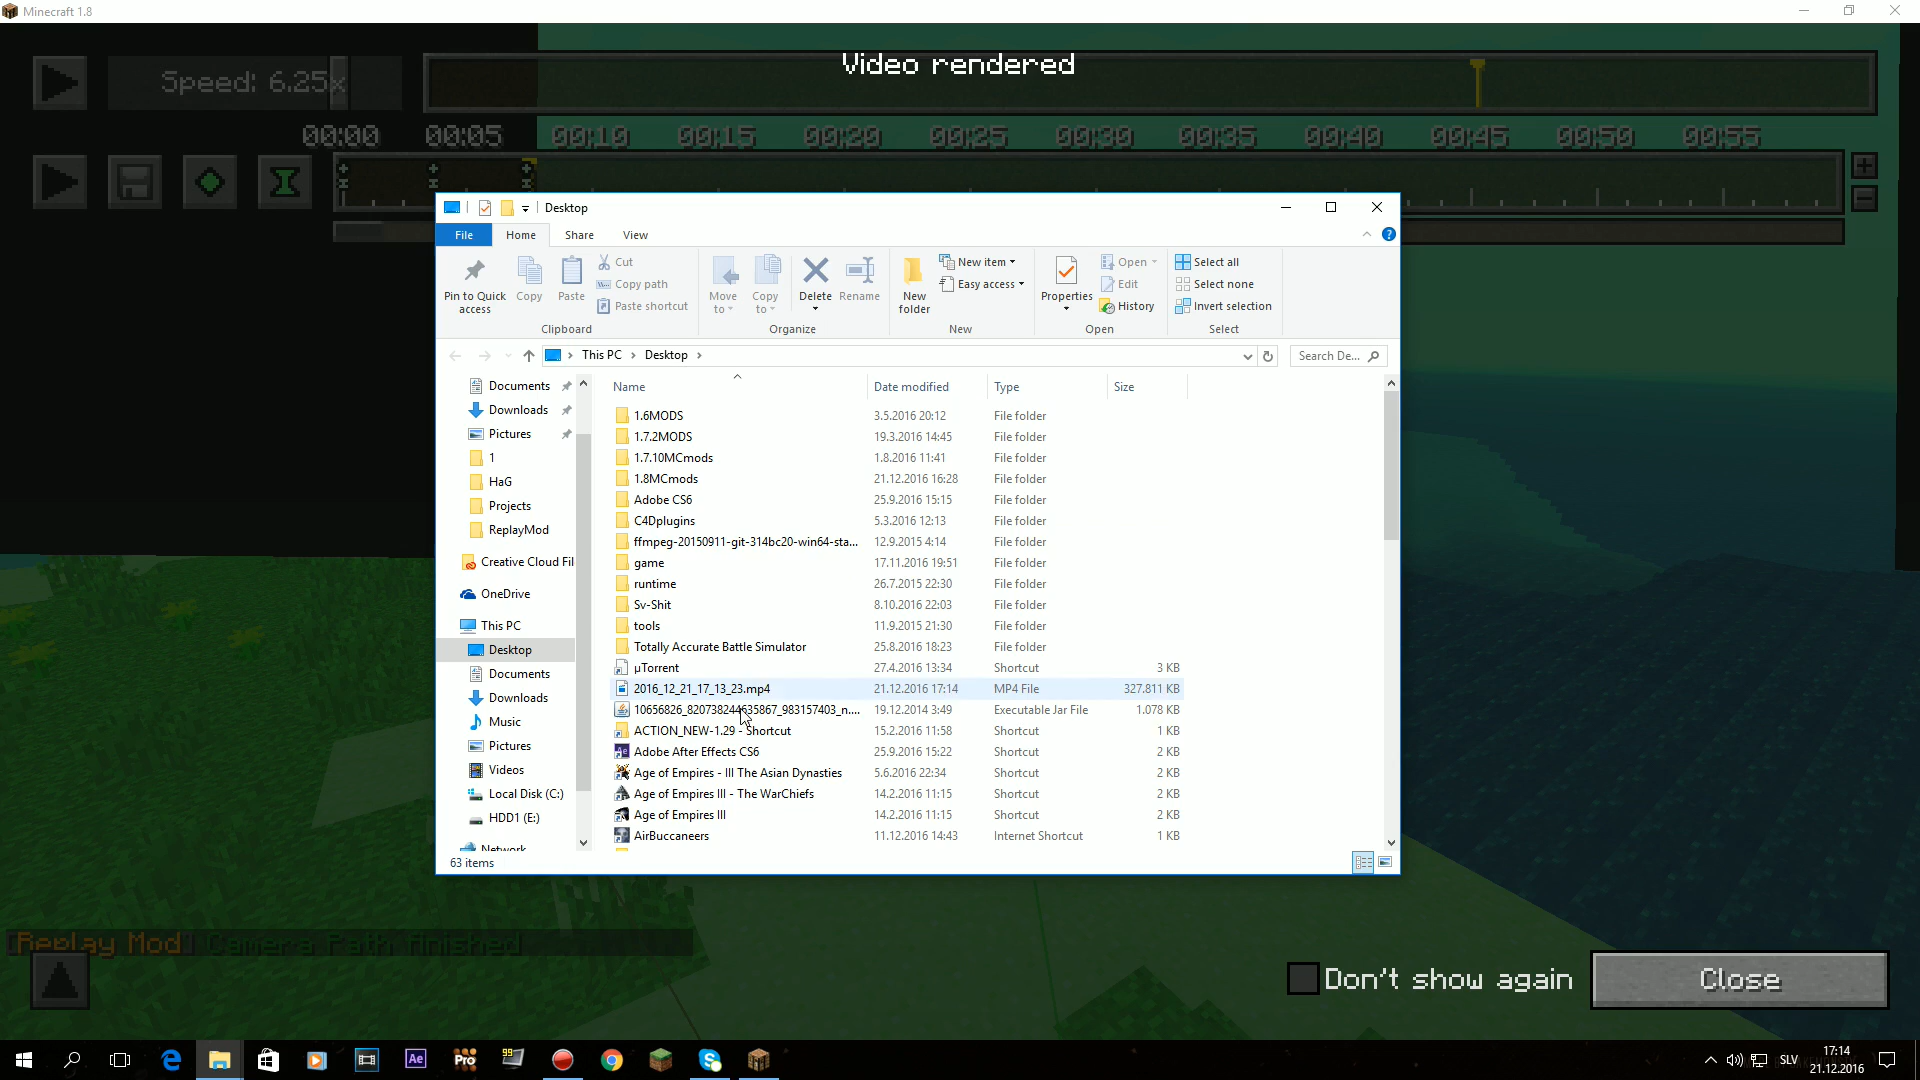 Minecraft 1.8
Video rendered
Speed: 6.25x
00:00 00:05 00:10 00:15 00:20 00:25 00:30 00:35 00:40 00:45 00:50 00:55
Desktop
File Home Share View
Pin to Quick access
Copy
Paste
Cut
Copy path
Paste shortcut
Clipboard
Move to
Copy to
Delete
Rename
Organize
New folder
New item
Easy access
New
Properties
Open
Edit
History
Open
Select all
Select none
Invert selection
Select
This PC Desktop
Search De...
Documents
Downloads
Pictures
1
HaG
Projects
ReplayMod
Creative Cloud Fil
OneDrive
This PC
Desktop
Documents
Downloads
Music
Pictures
Videos
Local Disk (C:)
HDD1 (E:)
Network
Name Date modified Type Size
1.6MODS 3.5.2016 20:12 File folder
1.7.2MODS 19.3.2016 14:45 File folder
1.7.10MCmods 1.8.2016 11:41 File folder
1.8MCmods 21.12.2016 16:28 File folder
Adobe CS6 25.9.2016 15:15 File folder
C4Dplugins 5.3.2016 12:13 File folder
ffmpeg-20150911-git-314bc20-win64-sta... 12.9.2015 4:14 File folder
game 17.11.2016 19:51 File folder
runtime 26.7.2015 22:30 File folder
Sv-Shit 8.10.2016 22:03 File folder
tools 11.9.2015 21:30 File folder
Totally Accurate Battle Simulator 25.8.2016 18:23 File folder
µTorrent 27.4.2016 13:34 Shortcut 3 KB
2016_12_21_17_13_23.mp4 21.12.2016 17:14 MP4 File 327.811 KB
10656826_820738244635867_983157403_n.... 19.12.2014 3:49 Executable Jar File 1.078 KB
ACTION_NEW-1.29 - Shortcut 15.2.2016 11:58 Shortcut 1 KB
Adobe After Effects CS6 25.9.2016 15:22 Shortcut 2 KB
Age of Empires - III The Asian Dynasties 5.6.2016 22:34 Shortcut 2 KB
Age of Empires III - The WarChiefs 14.2.2016 11:15 Shortcut 2 KB
Age of Empires III 14.2.2016 11:15 Shortcut 2 KB
AirBuccaneers 11.12.2016 14:43 Internet Shortcut 1 KB
63 items
[Replay Mod] Camera Path finished
Don't show again
Close
Ae
Pro
99
SLV
17:14
21.12.2016